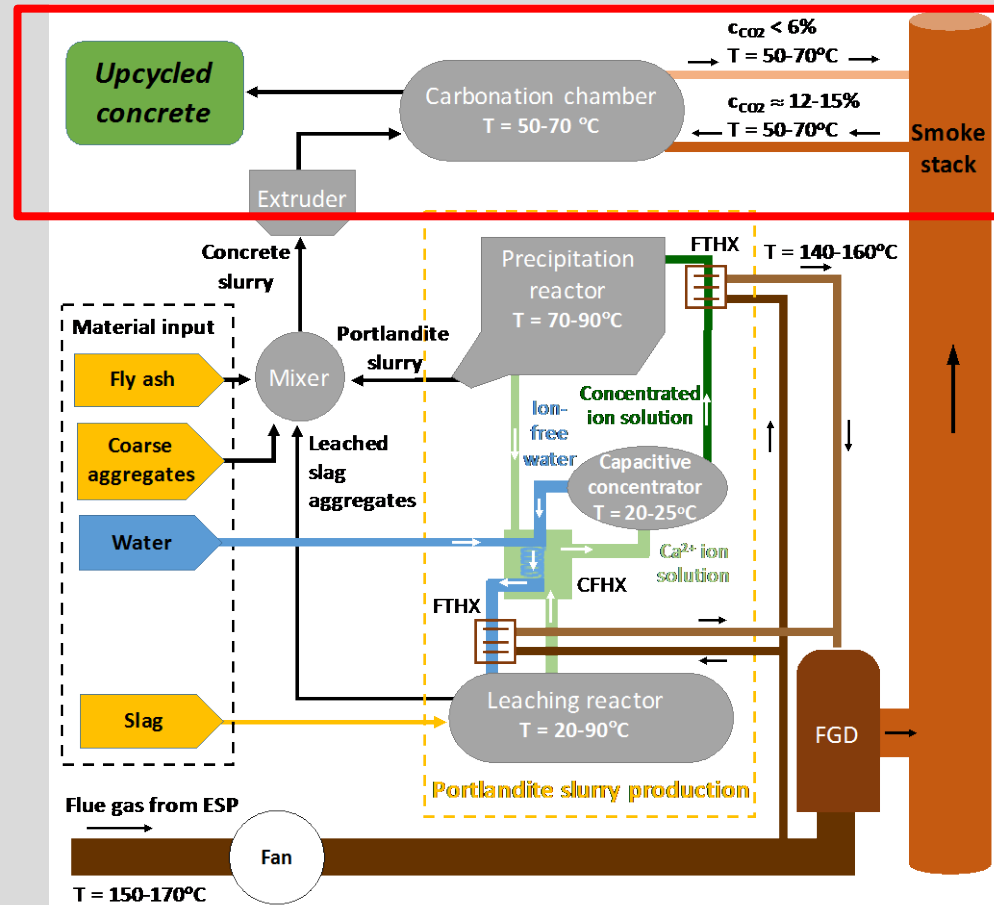 c_CO2 < 6%
T = 50-70°C
Upcycled
concrete
Carbonation chamber
T = 50-70 °C
c_CO2 ≈ 12-15%
T = 50-70°C
Smoke
stack
Extruder
Concrete
slurry
FTHX
T = 140-160°C
Precipitation
reactor
T = 70-90°C
Material input
Portlandite
slurry
Fly ash
Mixer
Concentrated
ion solution
Ion-
free
water
Coarse
aggregates
Leached
slag
aggregates
Capacitive
concentrator
T = 20-25°C
Water
Ca²⁺ ion
solution
CFHX
FTHX
Slag
Leaching reactor
T = 20-90°C
FGD
Portlandite slurry production
Flue gas from ESP
Fan
T = 150-170°C